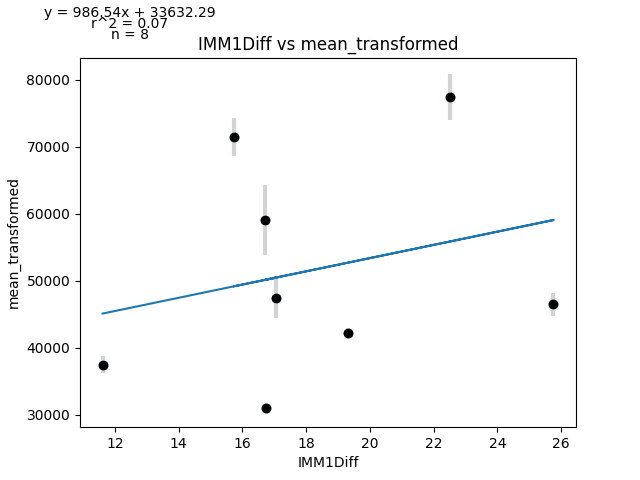 y = 986.54x + 33632.29
r^2 = 0.07
n = 8
IMM1Diff vs mean_transformed
80000
70000
60000
50000
40000
30000
mean_transformed
12 14 16 18 20 22 24 26
IMM1Diff